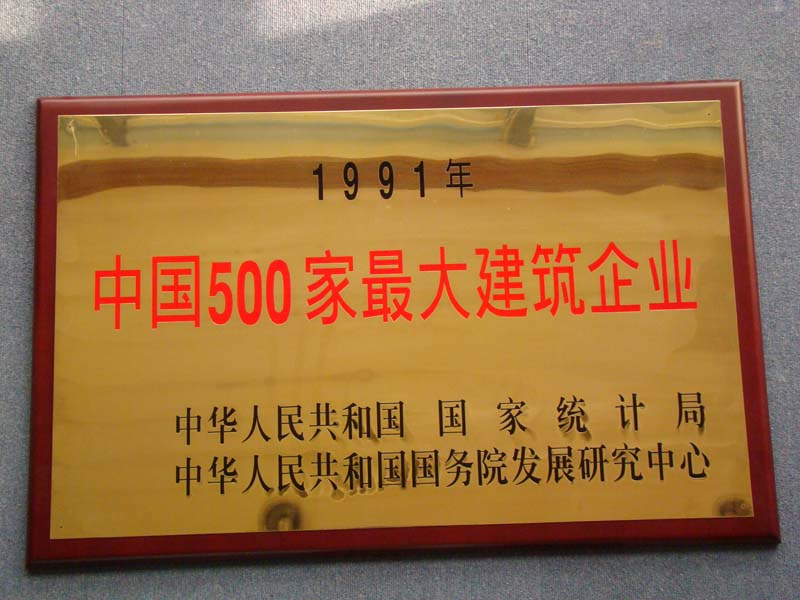 1991年
中国500家最大建筑企业
中华人民共和国 国家统计局
中华人民共和国国务院发展研究中心